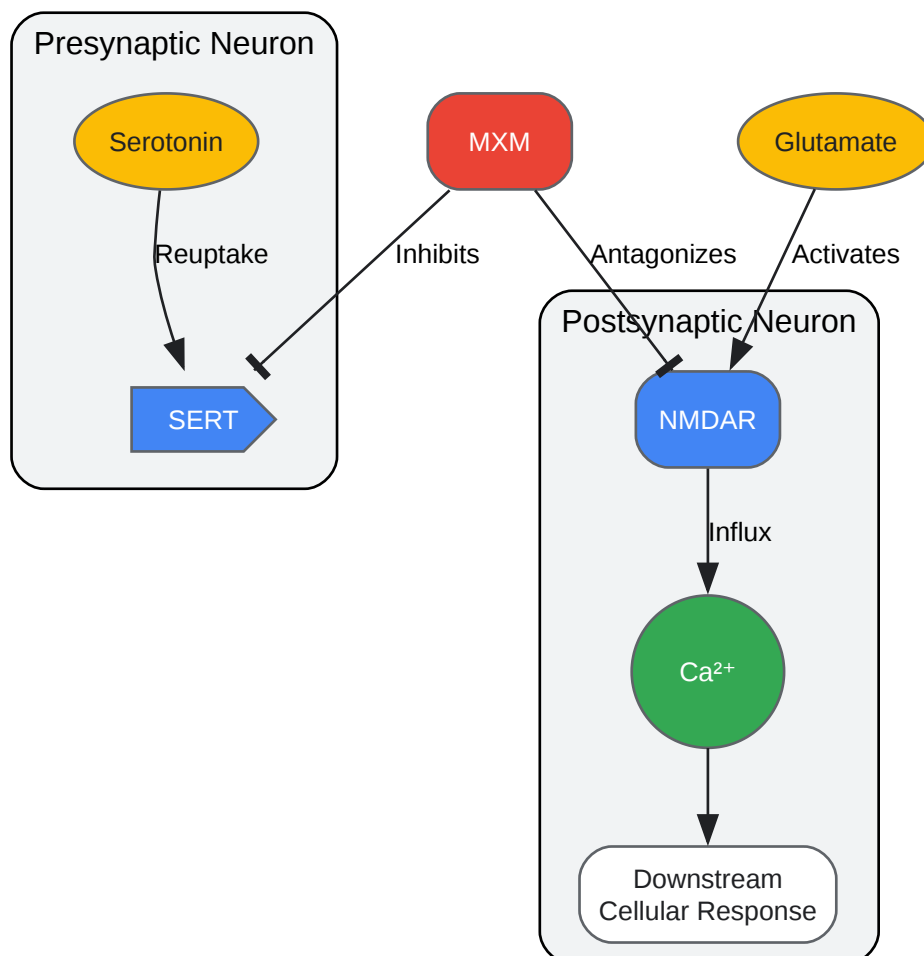 Presynaptic Neuron
Serotonin
MXM
Glutamate
Reuptake
Inhibits
Antagonizes
Activates
Postsynaptic Neuron
SERT
NMDAR
Influx
Ca²⁺
Downstream
Cellular Response